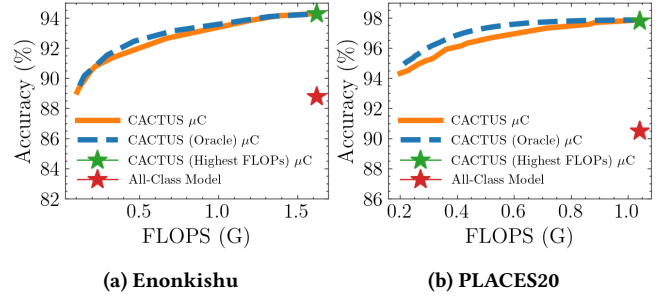 94
92
90
88
86
84
82
Accuracy (%)
CACTUS μC
CACTUS (Oracle) μC
CACTUS (Highest FLOPs) μC
All-Class Model
0.5
1.0
1.5
FLOPS (G)
(a) Enonkishu
98
96
94
92
90
88
86
Accuracy (%)
CACTUS μC
CACTUS (Oracle) μC
CACTUS (Highest FLOPs) μC
All-Class Model
0.2
0.4
0.6
0.8
1.0
FLOPS (G)
(b) PLACES20